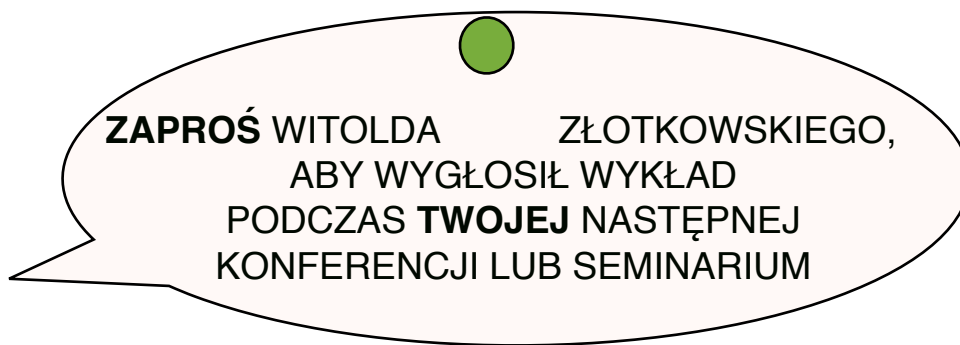 ZAPROŚ WITOLDA ZŁOTKOWSKIEGO,
ABY WYGŁOSIŁ WYKŁAD
PODCZAS TWOJEJ NASTĘPNEJ
KONFERENCJI LUB SEMINARIUM